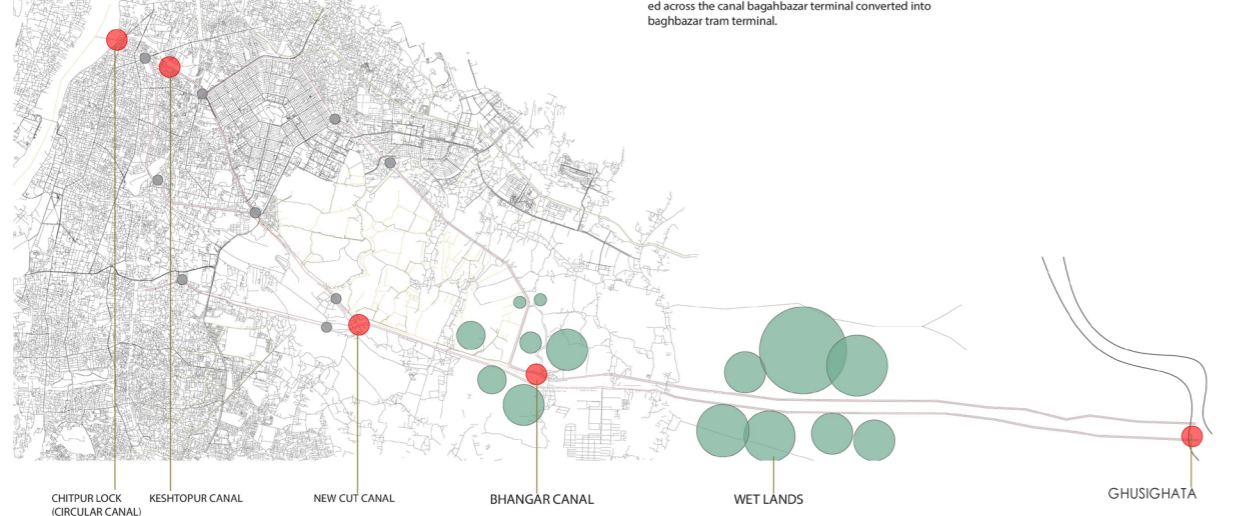 ed across the canal bagahbazar terminal converted into
baghbazar tram terminal.
CHITPUR LOCK
(CIRCULAR CANAL)
KESHTOPUR CANAL
NEW CUT CANAL
BHANGAR CANAL
WET LANDS
GHUSIGHATA